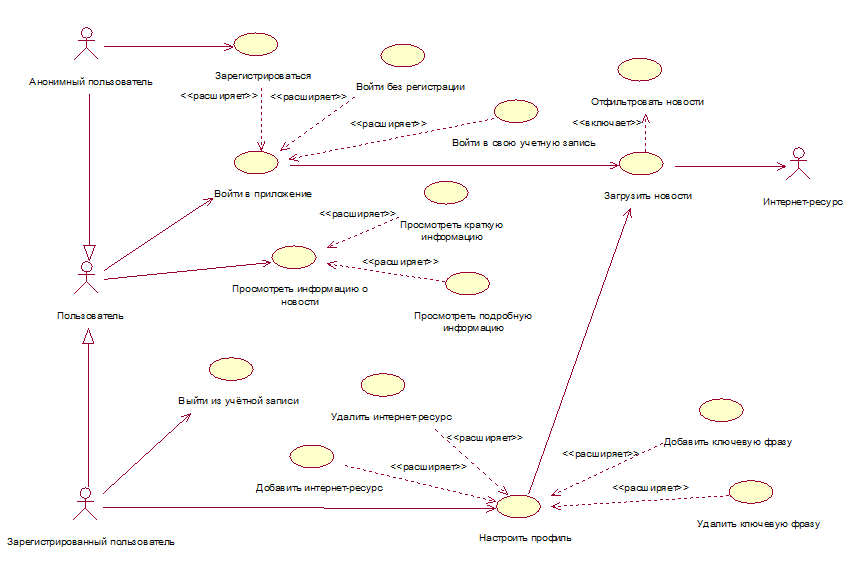 Анонимный пользователь
Зарегистрироваться
<<расширяет>>
<<расширяет>>
Войти без регистрации
<<расширяет>>
Войти в свою учетную запись
Отфильтровать новости
<<включает>>
Войти в приложение
Загрузить новости
Интернет-ресурс
<<расширяет>>
Просмотреть краткую
информацию
<<расширяет>>
Просмотреть информацию о
новости
Просмотреть подробную
информацию
Пользователь
Выйти из учётной записи
Удалить интернет-ресурс
<<расширяет>>
Добавить ключевую фразу
<<расширяет>>
<<расширяет>>
Добавить интернет-ресурс
<<расширяет>>
Удалить ключевую фразу
Настроить профиль
Зарегистрированный пользователь